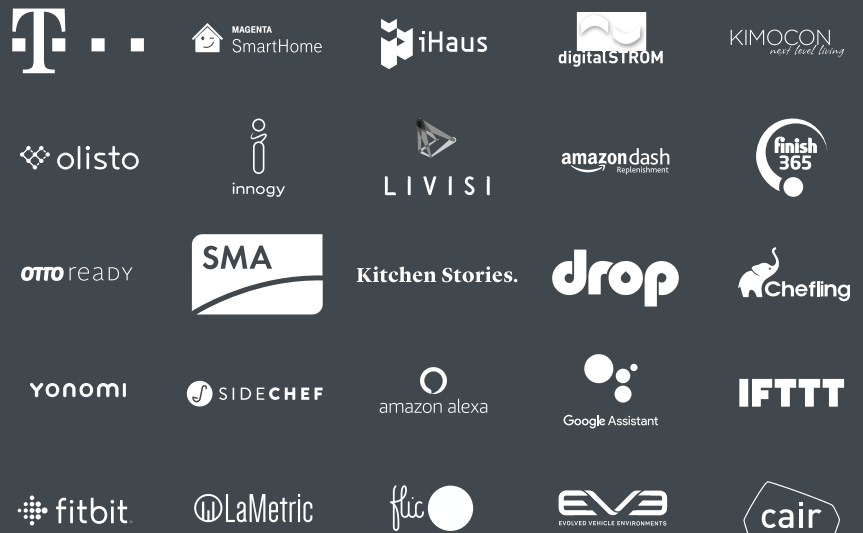 T
MAGENTA
SmartHome
iHaus
digitalSTROM
KIMOCON
next level living
olisto
innogy
LIVISI
amazon dash
Replenishment
finish
365
OTTO reaDY
SMA
Kitchen Stories.
drop
Chefling
YONOMI
SIDECHEF
amazon alexa
Google Assistant
IFTTT
fitbit.
LaMetric
flic
EVE
EVOLVED VEHICLE ENVIRONMENTS
cair